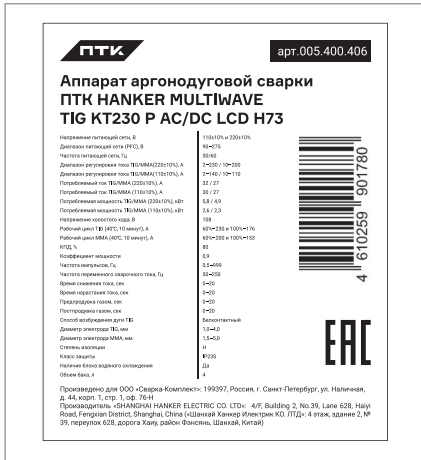 ПТК
арт.005.400.406
Аппарат аргонодуговой сварки
ПТК HANKER MULTIWAVE
TIG KT230 P AC/DC LCD H73
Напряжение питающей сети, В 110±10% и 220±10%
Диапазон питающей сети (PFC), В 90–275
Частота питающей сети, Гц 50/60
Диапазон регулировки тока TIG/MMA(220±10%), А 2–230 / 10–200
Диапазон регулировки тока TIG/MMA(110±10%), А 2–140 / 10–110
Потребляемый ток TIG/MMA (220±10%), А 32 / 27
Потребляемый ток TIG/MMA (110±10%), А 30 / 27
Потребляемая мощность TIG/MMA (220±10%), кВт 5,8 / 4,9
Потребляемая мощность TIG/MMA (110±10%), кВт 2,6 / 2,3
Напряжение холостого хода, В 108
Рабочий цикл TIG (40°С, 10 минут), А 60%–230 и 100%–176
Рабочий цикл MMA (40°С, 10 минут), А 60%–200 и 100%–153
КПД, % 80
Коэффициент мощности 0,9
Частота импульсов, Гц 0,5–999
Частота переменного сварочного тока, Гц 50–250
Время снижения тока, сек 0–20
Время нарастания тока, сек 0–20
Предпродувка газом, сек 0–20
Постпродувка газом, сек 0–20
Способ возбуждения дуги TIG Бесконтактный
Диаметр электрода TIG, мм 1,0–4,0
Диаметр электрода MMA, мм 1,5–5,0
Степень изоляции H
Класс защиты IP23S
Наличие блока водяного охлаждения Да
Объем бака, л 4
4 610259 901780
EAC
Произведено для ООО «Сварка-Комплект»: 199397, Россия, г. Санкт-Петербург, ул. Наличная,
д. 44, корп. 1, стр. 1, оф. 76-Н
Производитель «SHANGHAI HANKER ELECTRIC CO. LTD»: 4/F, Building 2, No.39, Lane 628, Haiyi
Road, Fengxian District, Shanghai, China («Шанхай Ханкер Илектрик КО. ЛТД»: 4 этаж, здание 2, №
39, переулок 628, дорога Хаиу, район Фэнсянь, Шанхай, Китай)